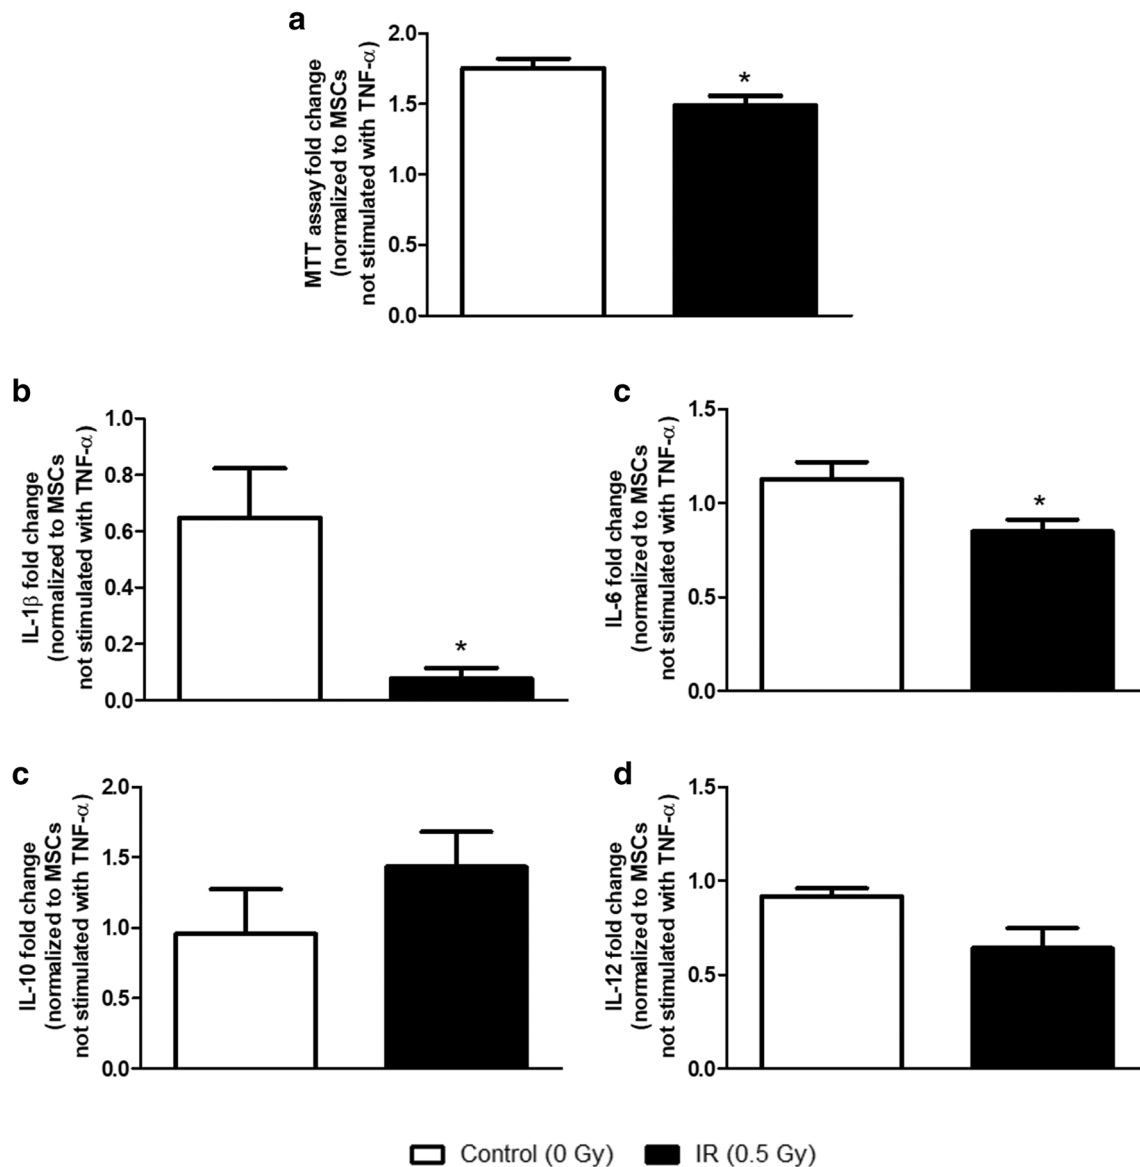 a
MTT assay fold change
(normalized to MSCs
not stimulated with TNF-α)
2.0
1.5
1.0
0.5
0.0
*
b
IL-1β fold change
(normalized to MSCs
not stimulated with TNF-α)
1.0
0.8
0.6
0.4
0.2
0.0
*
c
IL-6 fold change
(normalized to MSCs
not stimulated with TNF-α)
1.5
1.0
0.5
0.0
*
c
IL-10 fold change
(normalized to MSCs
not stimulated with TNF-α)
2.0
1.5
1.0
0.5
0.0
d
IL-12 fold change
(normalized to MSCs
not stimulated with TNF-α)
1.5
1.0
0.5
0.0
Control (0 Gy) IR (0.5 Gy)